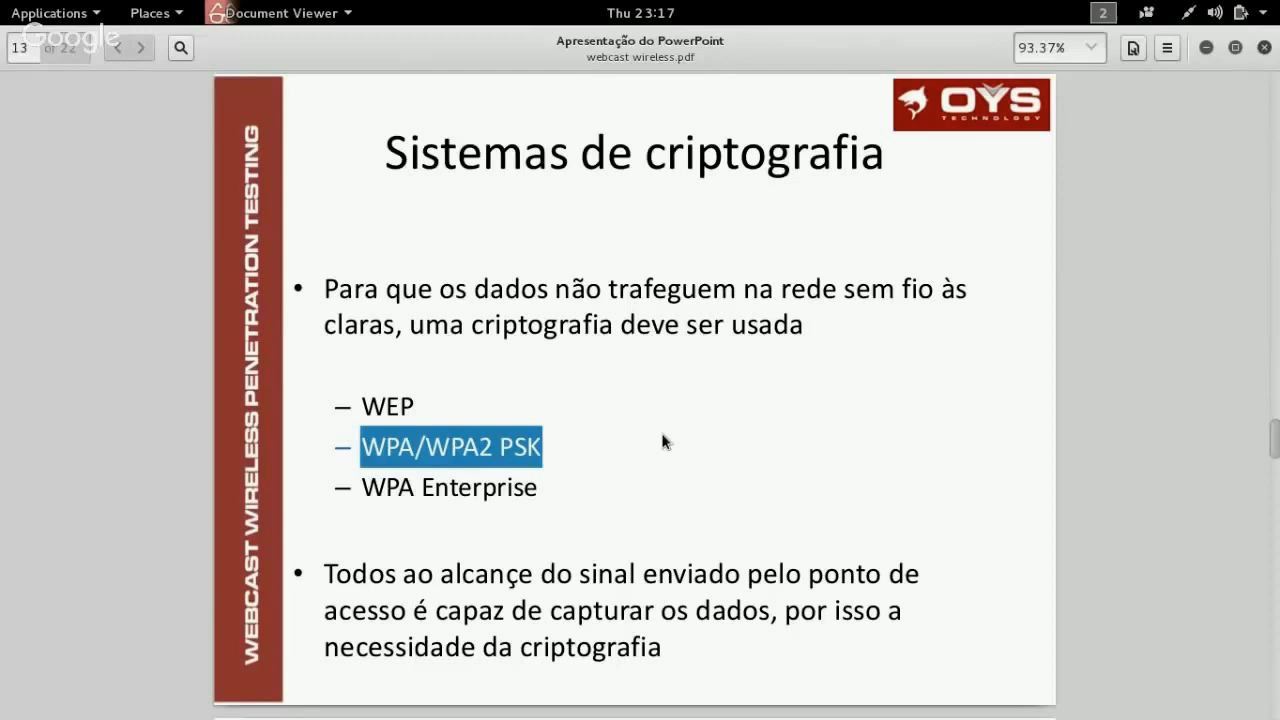 Applications
Places
Document Viewer
Thu 23:17
2
Google
13
of 22
Apresentação do PowerPoint
webcast wireless.pdf
93.37%
OYS
TECHNOLOGY
WEBCAST WIRELESS PENETRATION TESTING
Sistemas de criptografia
• Para que os dados não trafeguem na rede sem fio às
claras, uma criptografia deve ser usada
– WEP
– WPA/WPA2 PSK
– WPA Enterprise
• Todos ao alcançe do sinal enviado pelo ponto de
acesso é capaz de capturar os dados, por isso a
necessidade da criptografia